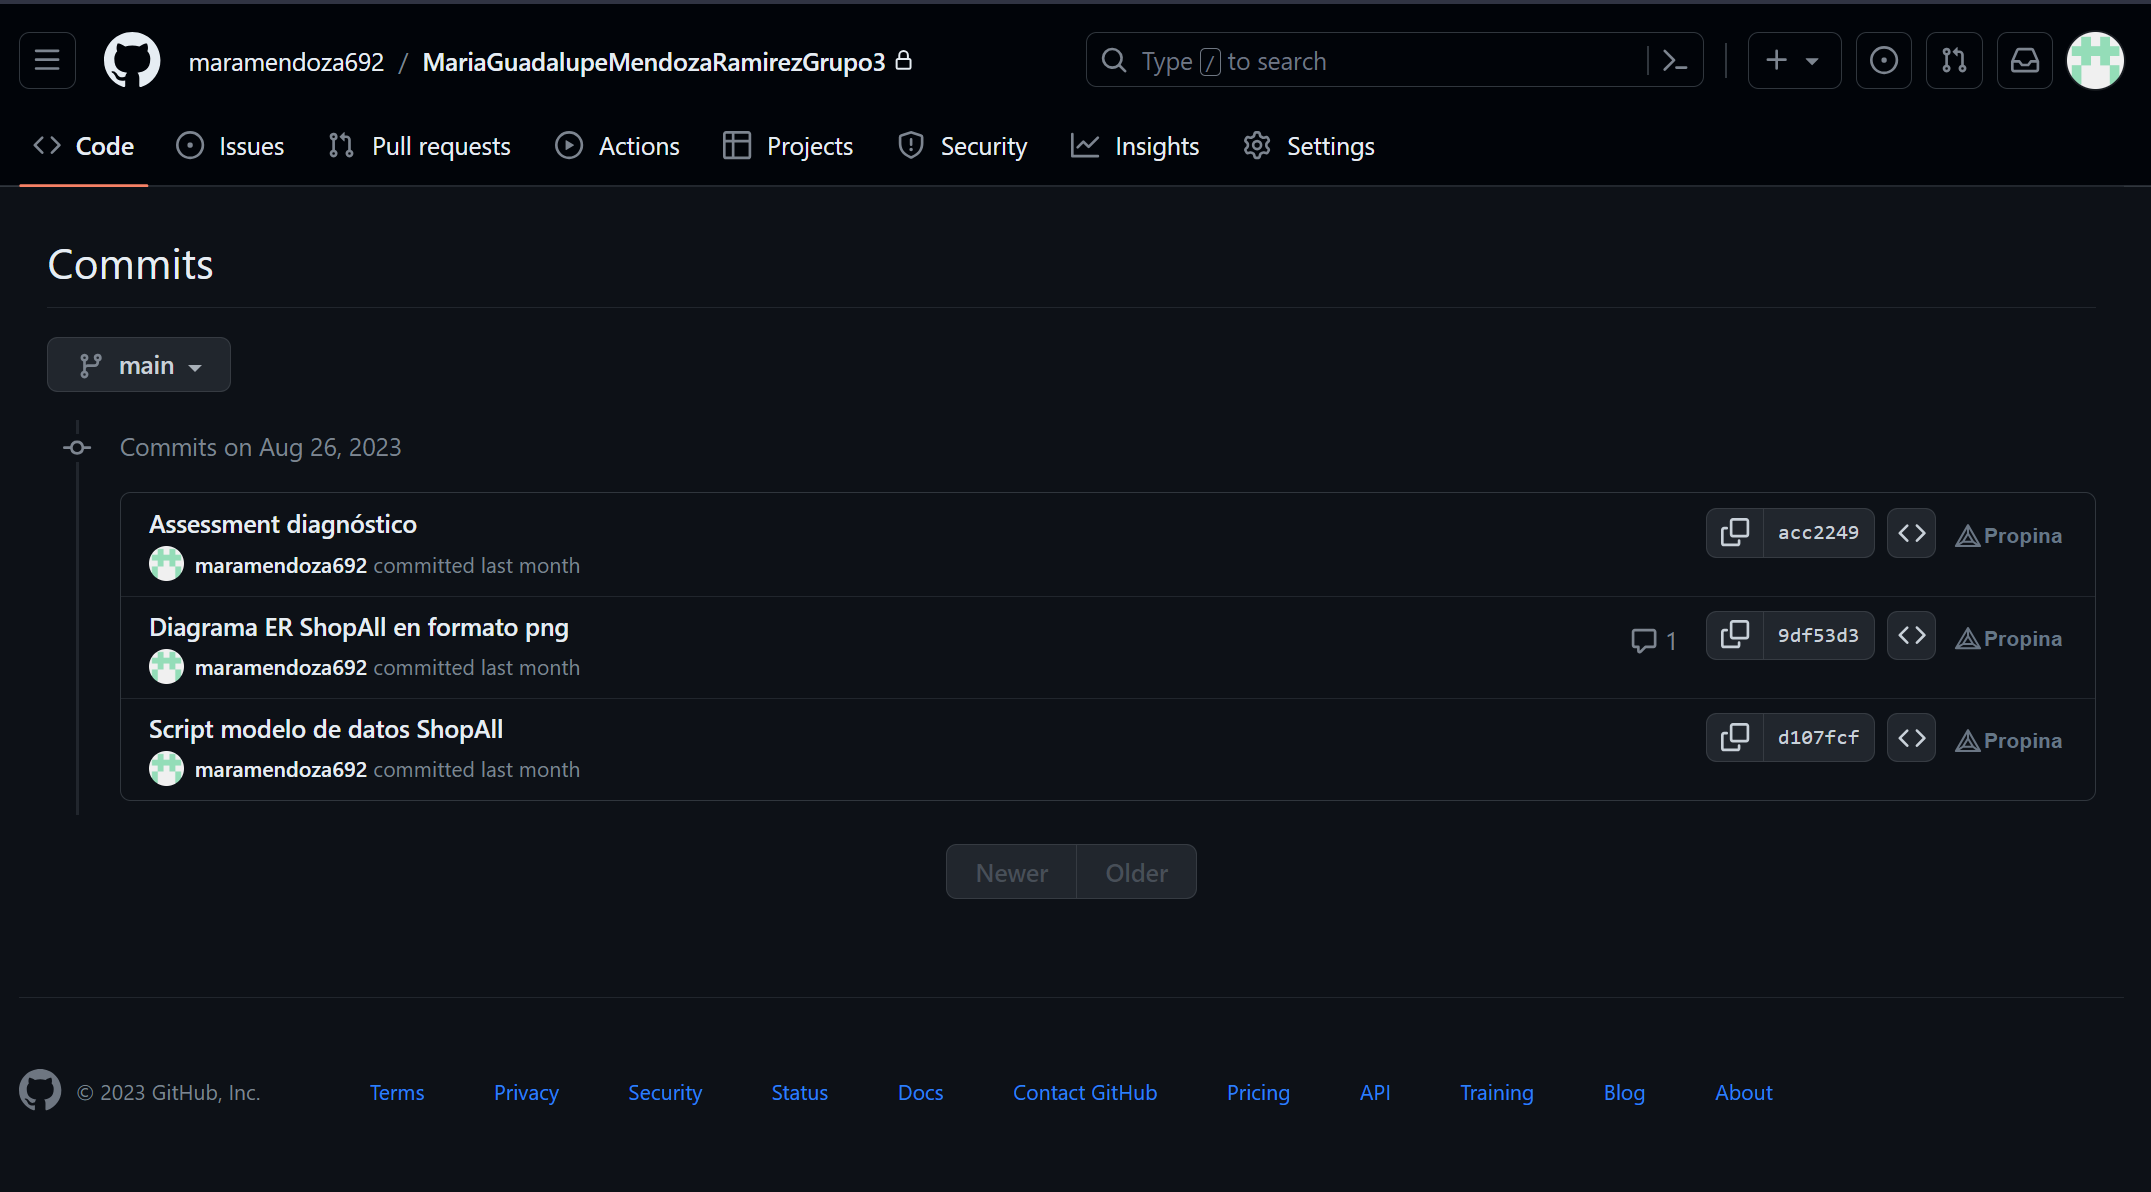 maramendoza692 / MariaGuadalupeMendozaRamirezGrupo3
Type / to search
Code Issues Pull requests Actions Projects Security Insights Settings
Commits
main
Commits on Aug 26, 2023
Assessment diagnóstico
maramendoza692 committed last month
acc2249
Propina
Diagrama ER ShopAll en formato png
maramendoza692 committed last month
1
9df53d3
Propina
Script modelo de datos ShopAll
maramendoza692 committed last month
d107fcf
Propina
Newer Older
© 2023 GitHub, Inc. Terms Privacy Security Status Docs Contact GitHub Pricing API Training Blog About